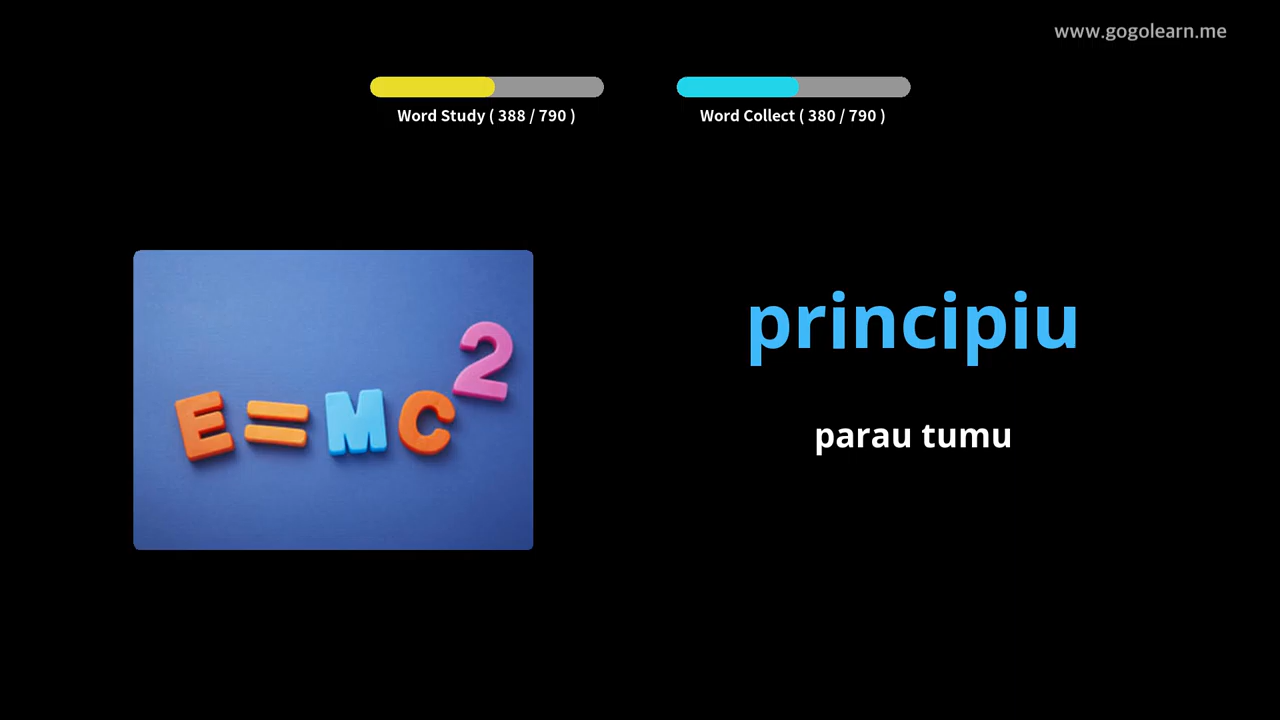 www.gogolearn.me
Word Study ( 388 / 790 )
Word Collect ( 380 / 790 )
E=MC²
principiu
parau tumu